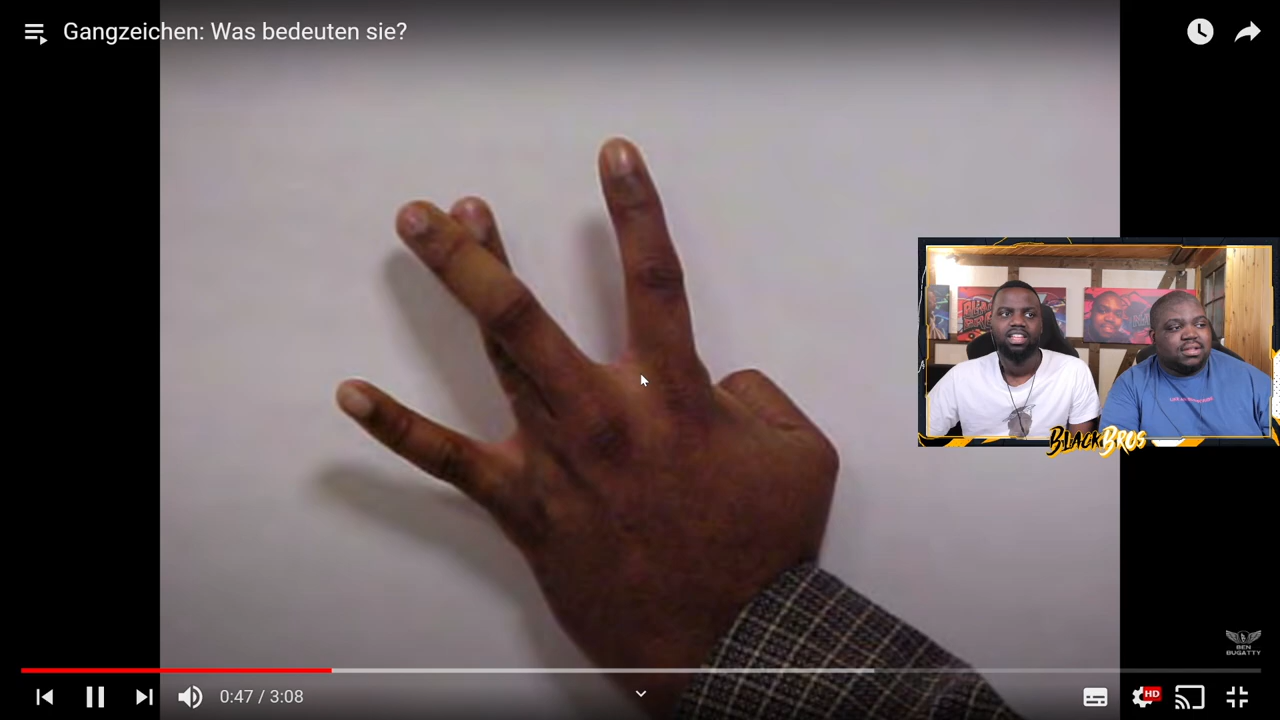 Gangzeichen: Was bedeuten sie?
BLACKBROS
BEN
BUGATTY
0:47 / 3:08
HD